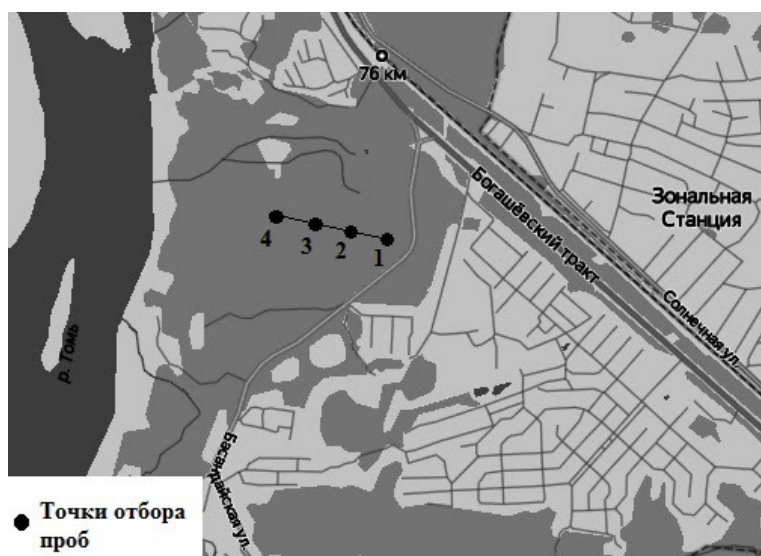 76 км
Богашёвский тракт
Зональная
Станция
4
3
2
1
Солнечная ул.
р. Томь
Басандайская ул.
Точки отбора
проб